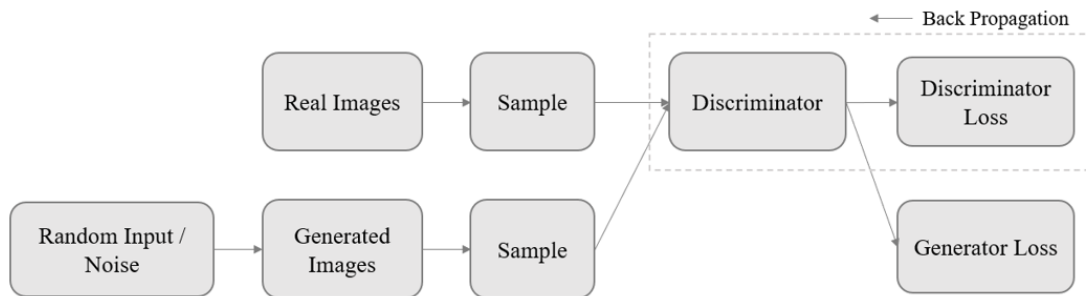 Back Propagation
Real Images
Sample
Discriminator
Discriminator
Loss
Random Input /
Noise
Generated
Images
Sample
Generator Loss